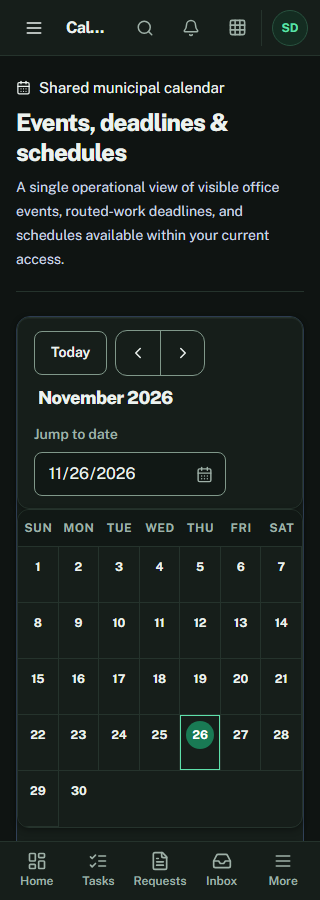 Cal...
SD
Shared municipal calendar
Events, deadlines &
schedules
A single operational view of visible office
events, routed-work deadlines, and
schedules available within your current
access.
Today
November 2026
Jump to date
11/26/2026
SUN MON TUE WED THU FRI SAT
1 2 3 4 5 6 7
8 9 10 11 12 13 14
15 16 17 18 19 20 21
22 23 24 25 26 27 28
29 30
Home Tasks Requests Inbox More